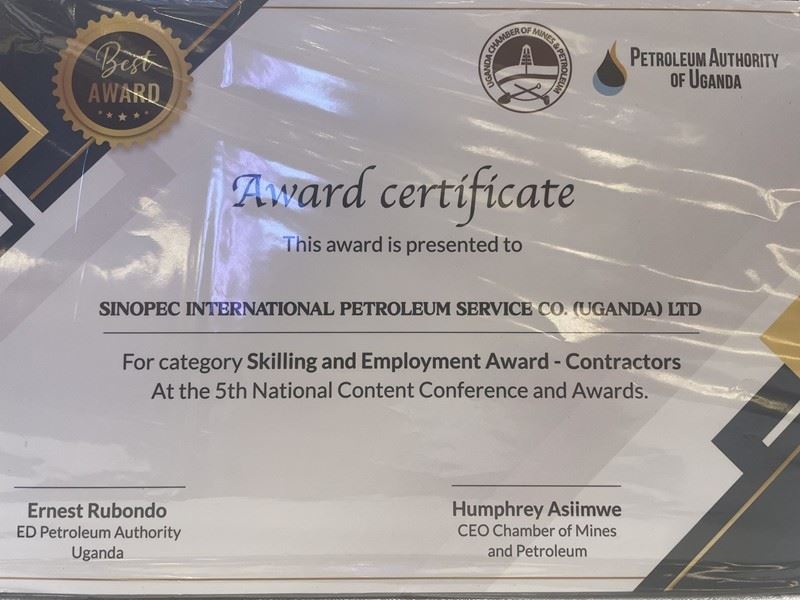 Best
AWARD
UGANDA CHAMBER OF MINES & PETROLEUM
PETROLEUM AUTHORITY
OF UGANDA
Award certificate
This award is presented to
SINOPEC INTERNATIONAL PETROLEUM SERVICE CO. (UGANDA) LTD
For category Skilling and Employment Award - Contractors
At the 5th National Content Conference and Awards.
Ernest Rubondo
ED Petroleum Authority
Uganda
Humphrey Asiimwe
CEO Chamber of Mines
and Petroleum